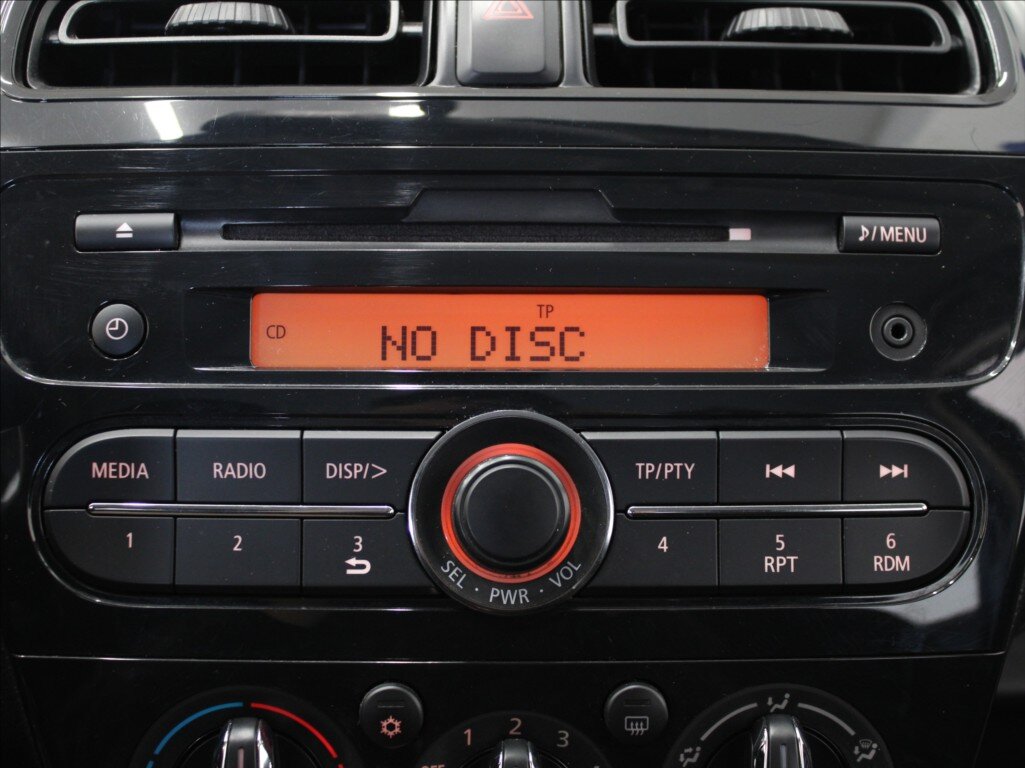 ♪/MENU
TP
CD
NO DISC
MEDIA
RADIO
DISP/>
TP/PTY
1
2
3
4
5
RPT
6
RDM
SEL · PWR · VOL
1 2 3
OFF